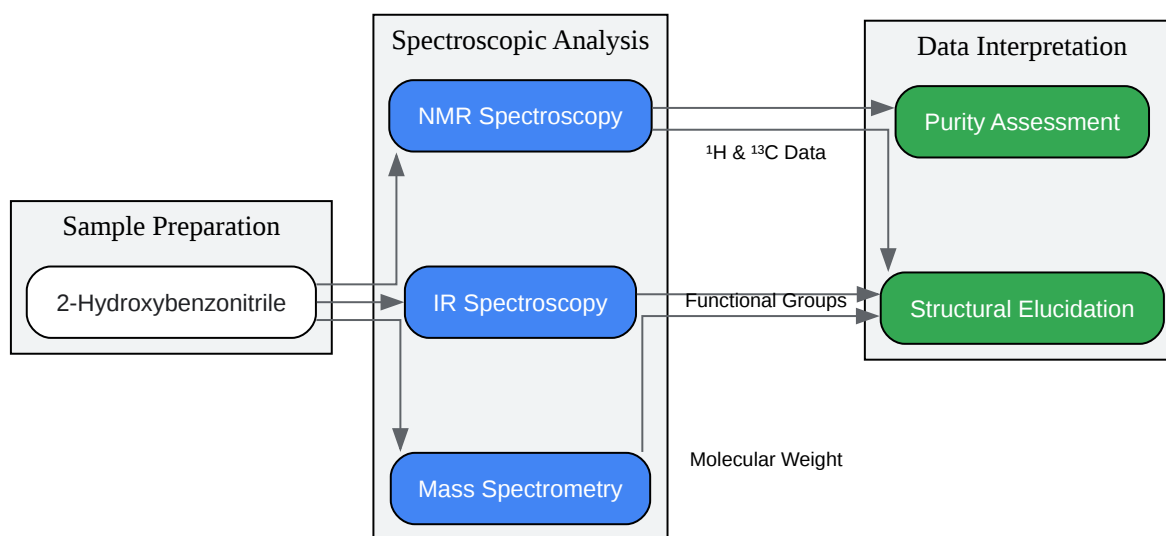 Spectroscopic Analysis
Data Interpretation
NMR Spectroscopy
Purity Assessment
¹H & ¹³C Data
Sample Preparation
2-Hydroxybenzonitrile
IR Spectroscopy
Functional Groups
Structural Elucidation
Molecular Weight
Mass Spectrometry